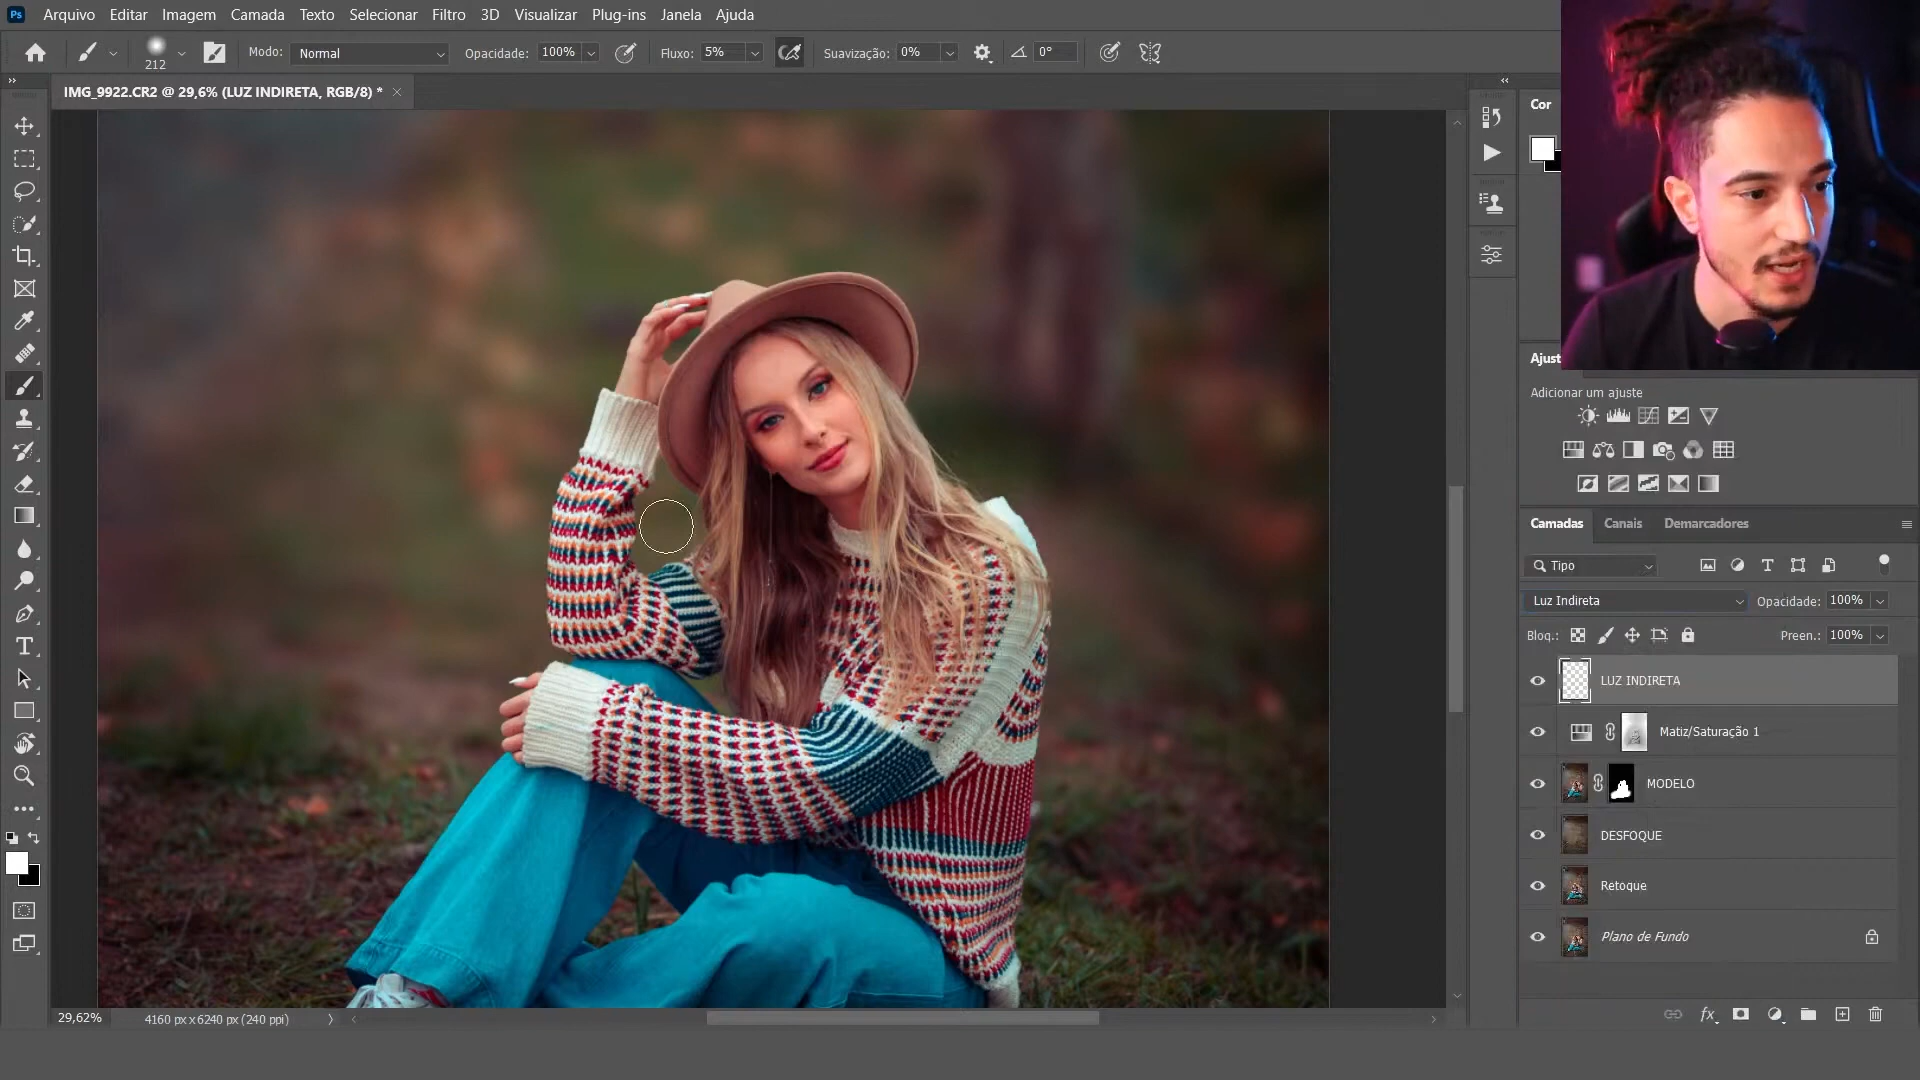 Ps Arquivo Editar Imagem Camada Texto Selecionar Filtro 3D Visualizar Plug-ins Janela Ajuda
212 Modo: Normal Opacidade: 100% Fluxo: 5% Suavização: 0% 0°
IMG_9922.CR2 @ 29,6% (LUZ INDIRETA, RGB/8) *
Cor
Ajust
Adicionar um ajuste
Camadas Canais Demarcadores
Tipo
Luz Indireta Opacidade: 100%
Bloq.: Preen.: 100%
LUZ INDIRETA
Matiz/Saturação 1
MODELO
DESFOQUE
Retoque
Plano de Fundo
fx
29,62% 4160 px x 6240 px (240 ppi)